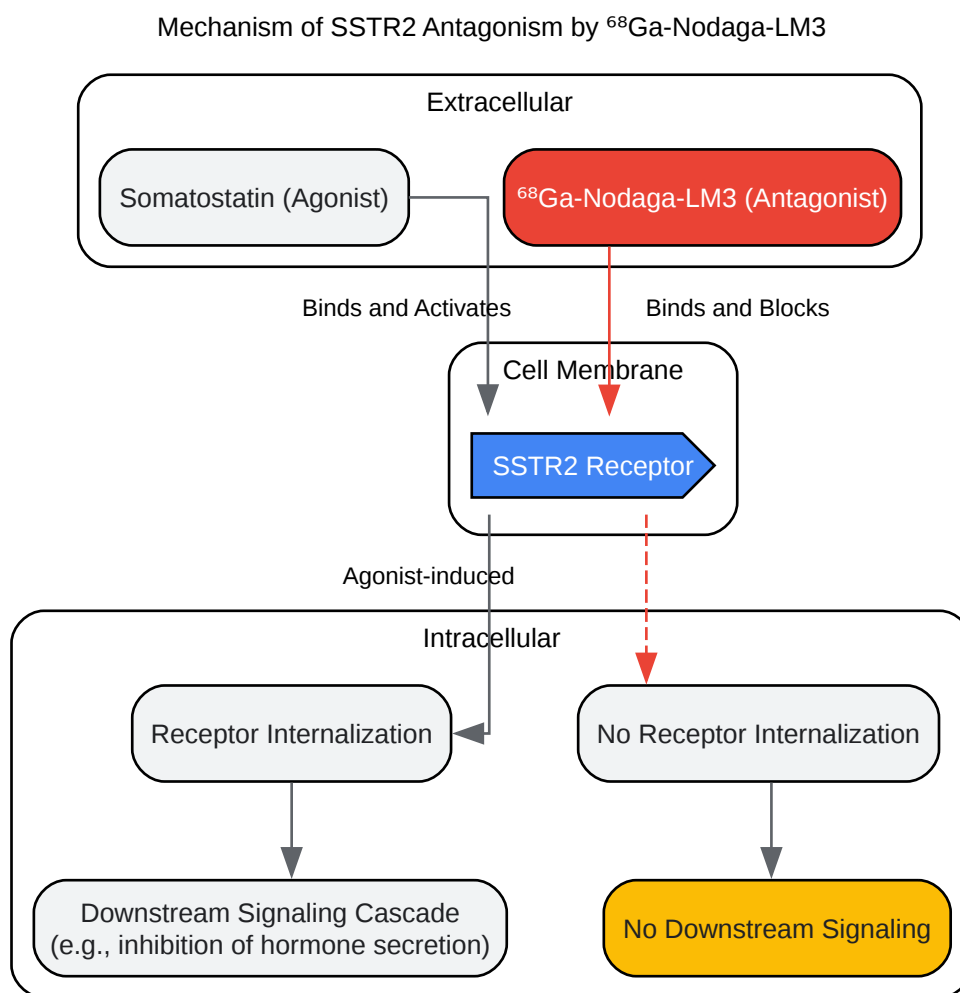 Mechanism of SSTR2 Antagonism by ⁶⁸Ga-Nodaga-LM3
Extracellular
Somatostatin (Agonist)
⁶⁸Ga-Nodaga-LM3 (Antagonist)
Binds and Activates
Binds and Blocks
Cell Membrane
SSTR2 Receptor
Agonist-induced
Intracellular
Receptor Internalization
No Receptor Internalization
Downstream Signaling Cascade
(e.g., inhibition of hormone secretion)
No Downstream Signaling